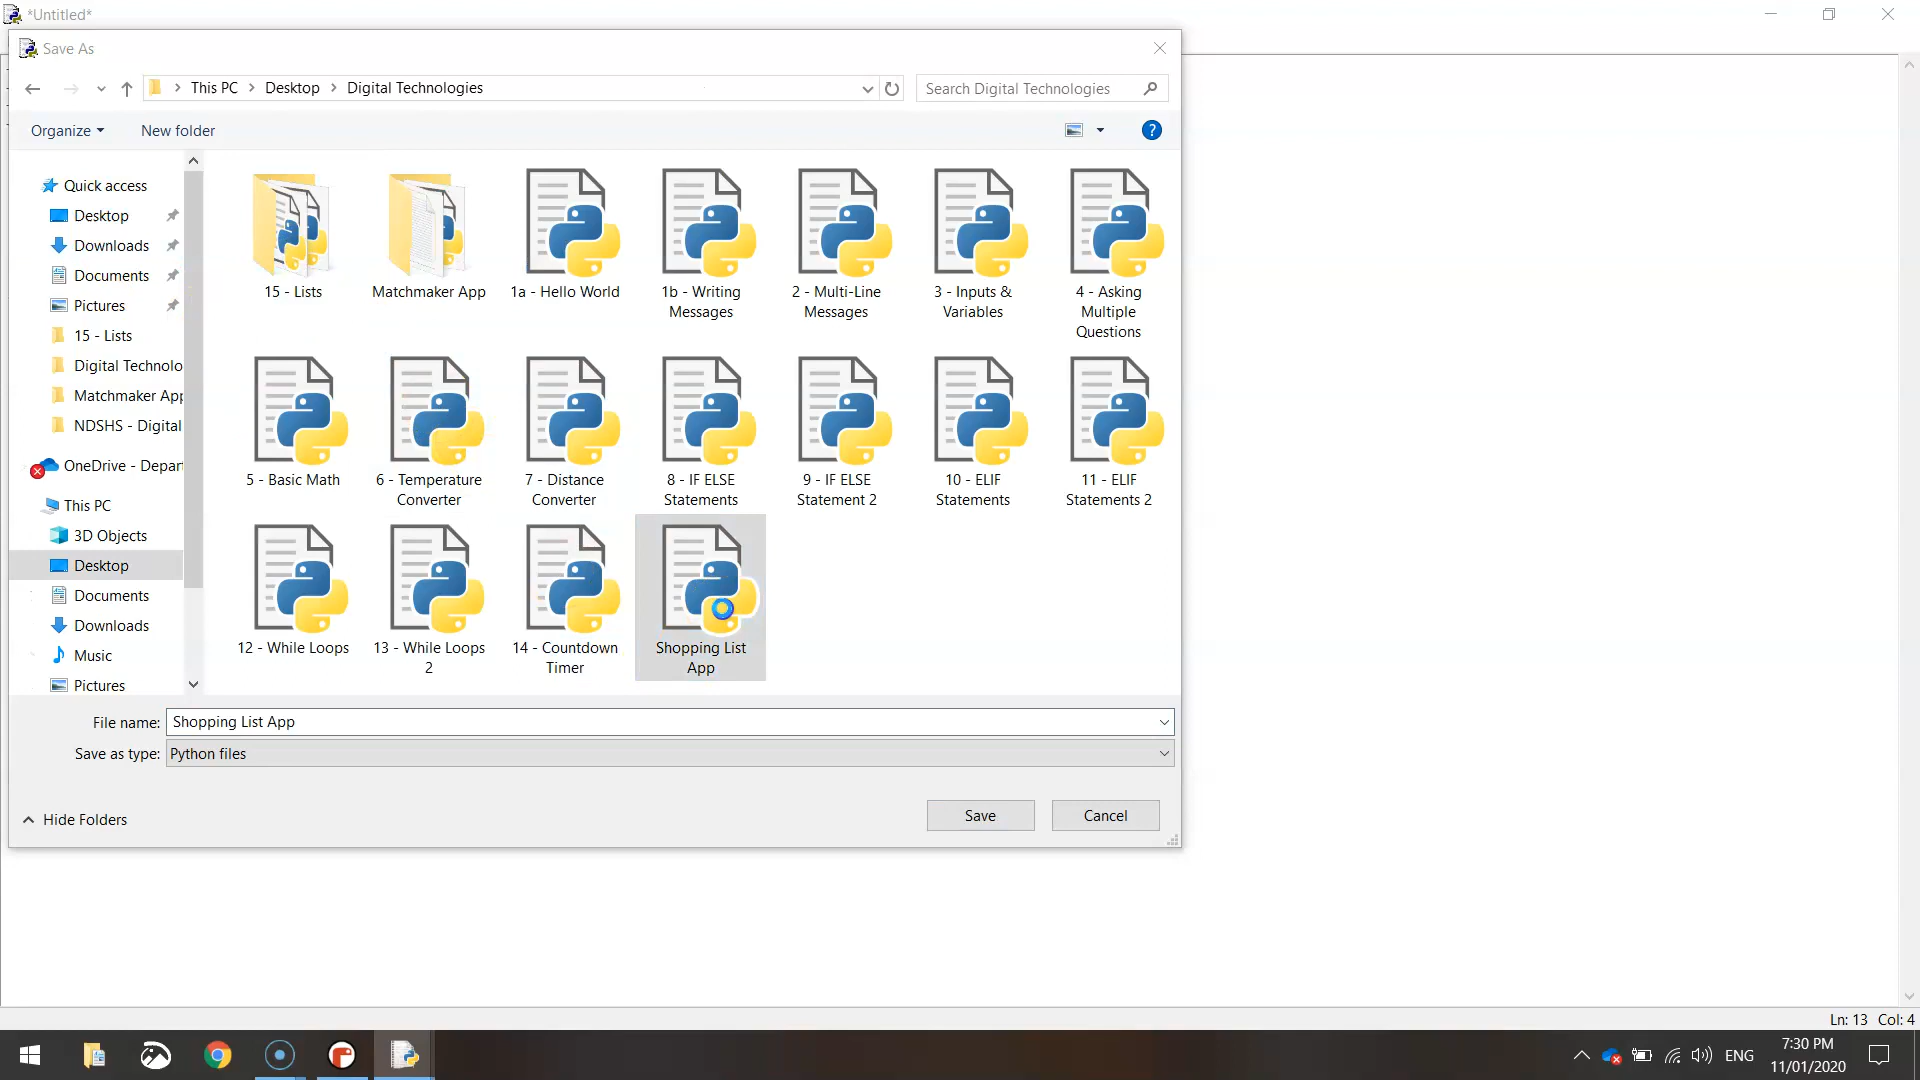 *Untitled*
Save As
This PC
Desktop
Digital Technologies
Search Digital Technologies
Organize
New folder
?
Quick access
Desktop
Downloads
Documents
Pictures
15 - Lists
Digital Technolo
Matchmaker App
NDSHS - Digital
OneDrive - Depart
This PC
3D Objects
Desktop
Documents
Downloads
Music
Pictures
15 - Lists
Matchmaker App
1a - Hello World
1b - Writing
Messages
2 - Multi-Line
Messages
3 - Inputs &
Variables
4 - Asking
Multiple
Questions
5 - Basic Math
6 - Temperature
Converter
7 - Distance
Converter
8 - IF ELSE
Statements
9 - IF ELSE
Statement 2
10 - ELIF
Statements
11 - ELIF
Statements 2
12 - While Loops
13 - While Loops
2
14 - Countdown
Timer
Shopping List
App
File name: Shopping List App
Save as type: Python files
Hide Folders
Save
Cancel
Ln: 13 Col: 4
ENG
7:30 PM
11/01/2020